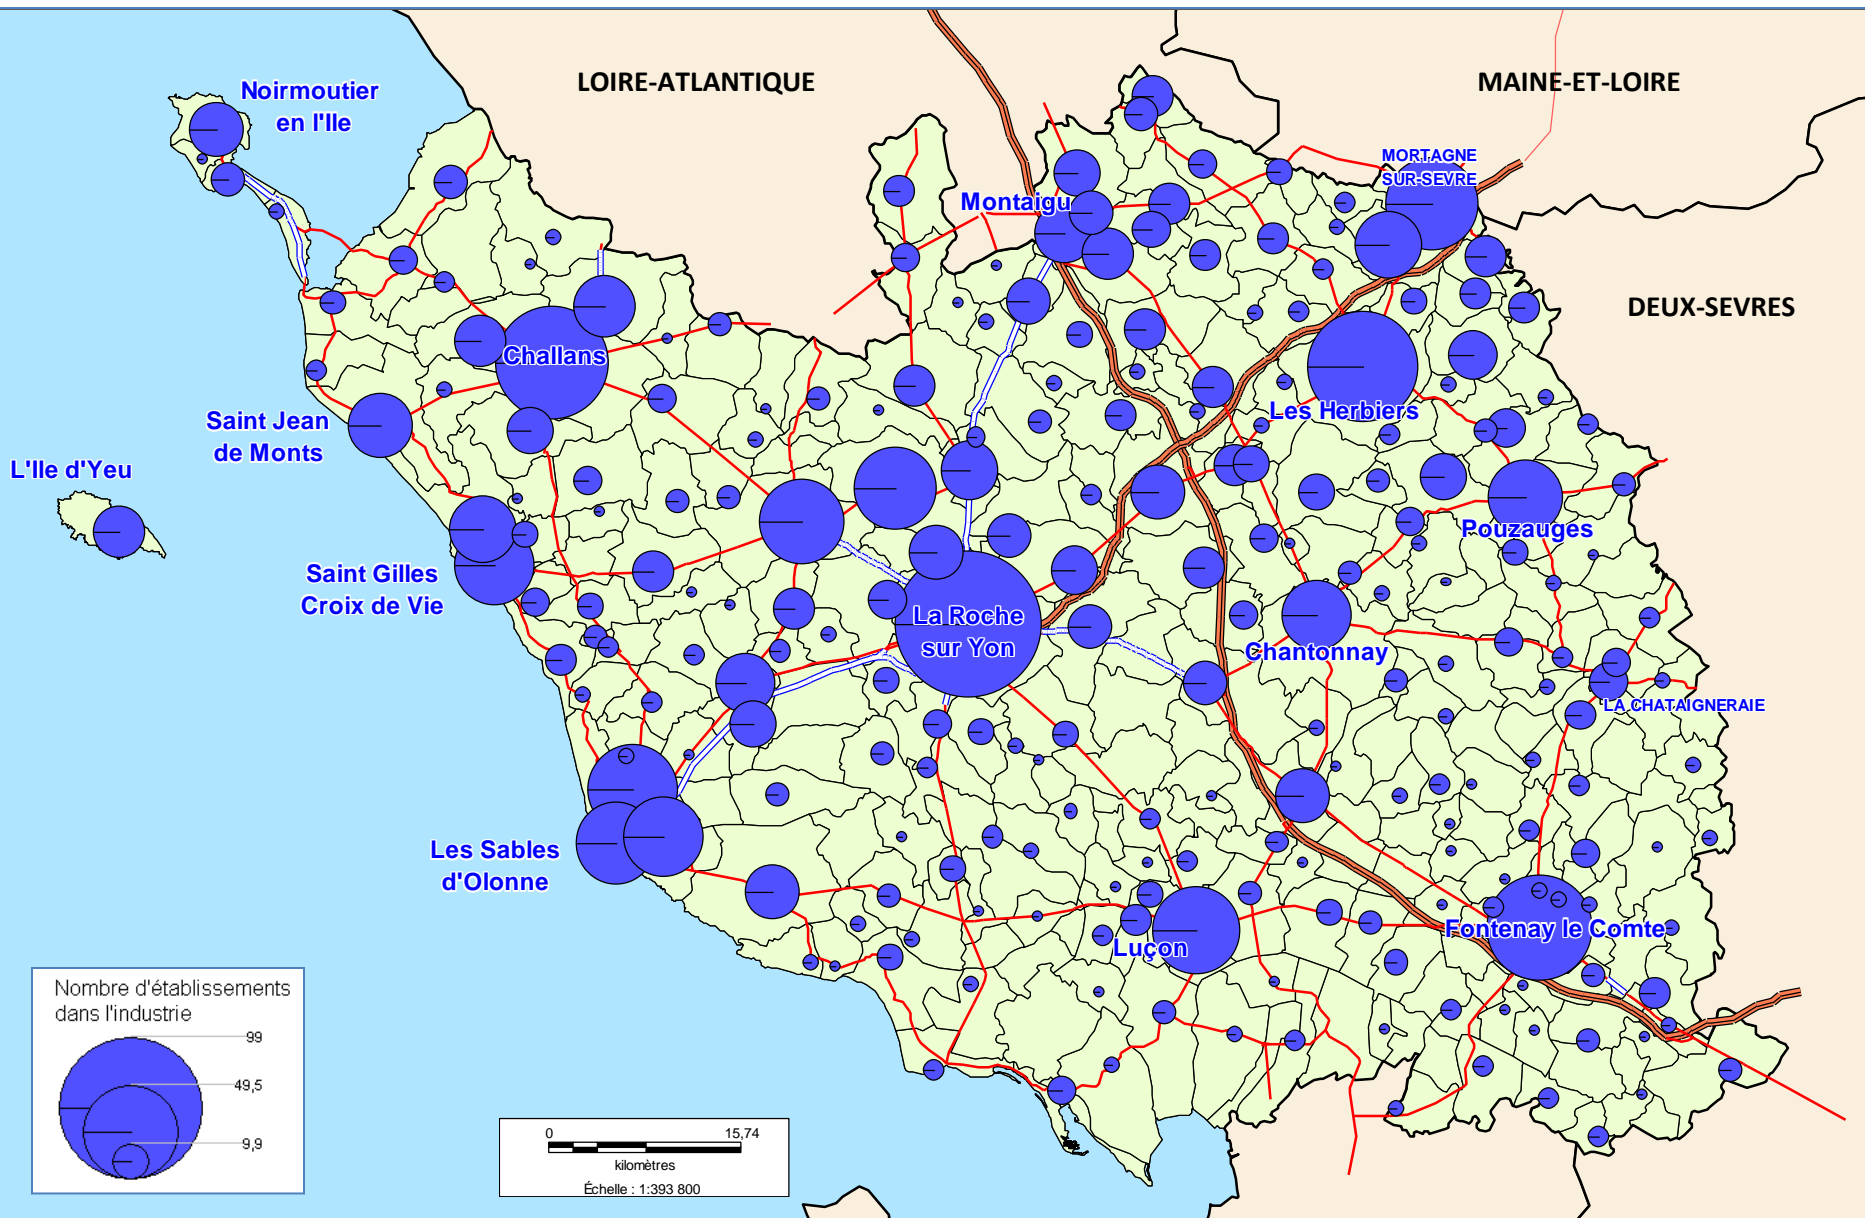 LOIRE-ATLANTIQUE
MAINE-ET-LOIRE
Noirmoutier
en l'Ile
MORTAGNE
SUR-SEVRE
Montaigu
DEUX-SEVRES
Challans
Les Herbiers
Saint Jean
de Monts
L'Ile d'Yeu
Pouzauges
Saint Gilles
Croix de Vie
La Roche
sur Yon
Chantonnay
LA CHATAIGNERAIE
Les Sables
d'Olonne
Fontenay le Comte
Luçon
Nombre d'établissements
dans l'industrie
99
49,5
9,9
0 15,74
kilomètres
Échelle : 1:393 800